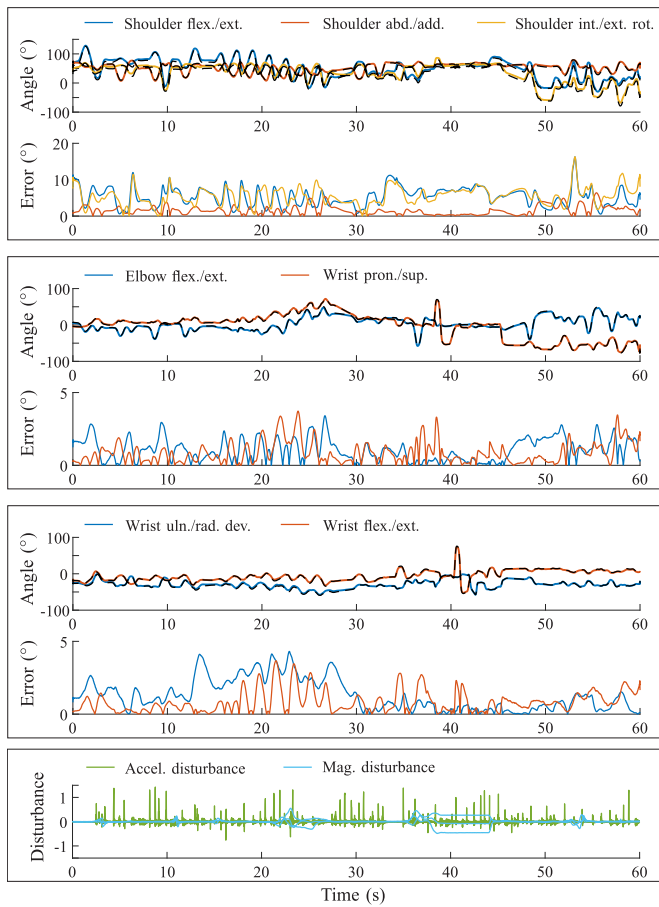 Shoulder flex./ext. Shoulder abd./add. Shoulder int./ext. rot.
Angle (°)
100
0
-100
0 10 20 30 40 50 60
Error (°)
20
10
0
0 10 20 30 40 50 60
Elbow flex./ext. Wrist pron./sup.
Angle (°)
100
0
-100
0 10 20 30 40 50 60
Error (°)
5
0
0 10 20 30 40 50 60
Wrist uln./rad. dev. Wrist flex./ext.
Angle (°)
100
0
-100
0 10 20 30 40 50 60
Error (°)
5
0
0 10 20 30 40 50 60
Accel. disturbance Mag. disturbance
Disturbance
1
0
-1
0 10 20 30 40 50 60
Time (s)